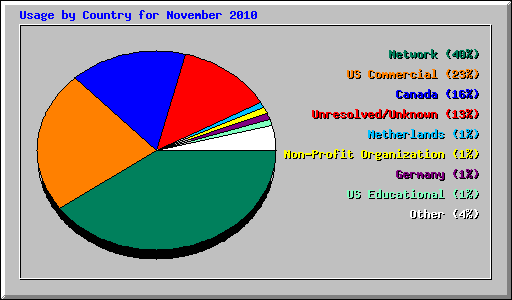 Usage by Country for November 2010
Network (40%)
US Commercial (23%)
Canada (16%)
Unresolved/Unknown (13%)
Netherlands (1%)
Non-Profit Organization (1%)
Germany (1%)
US Educational (1%)
Other (4%)